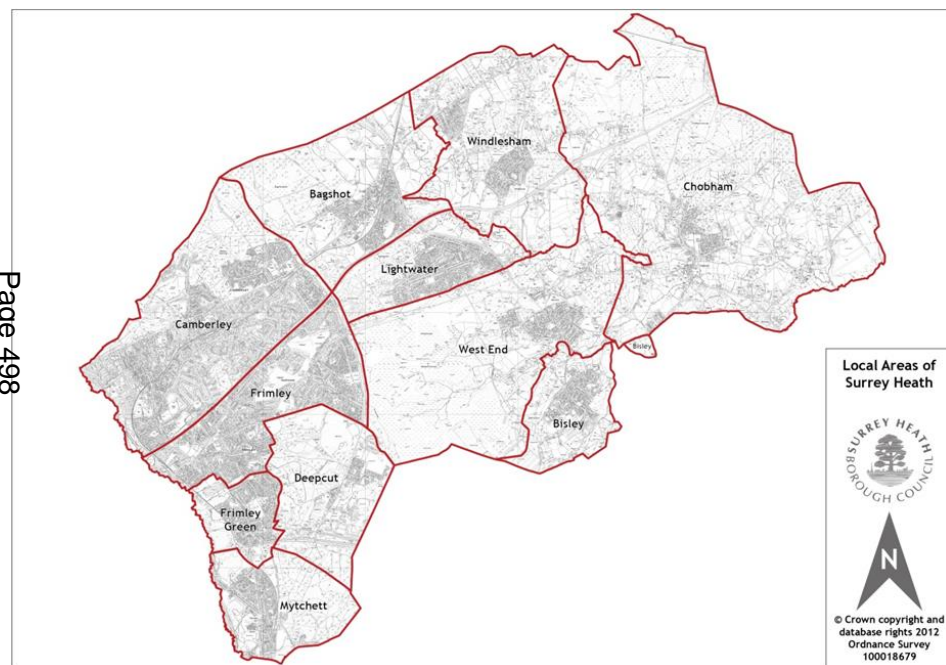 Page 498
Windlesham
Chobham
Bagshot
Lightwater
Camberley
West End
Bisley
Frimley
Bisley
Deepcut
Frimley
Green
Mytchett
Local Areas of
Surrey Heath
SURREY HEATH
BOROUGH COUNCIL
N
© Crown copyright and
database rights 2012
Ordnance Survey
100018679